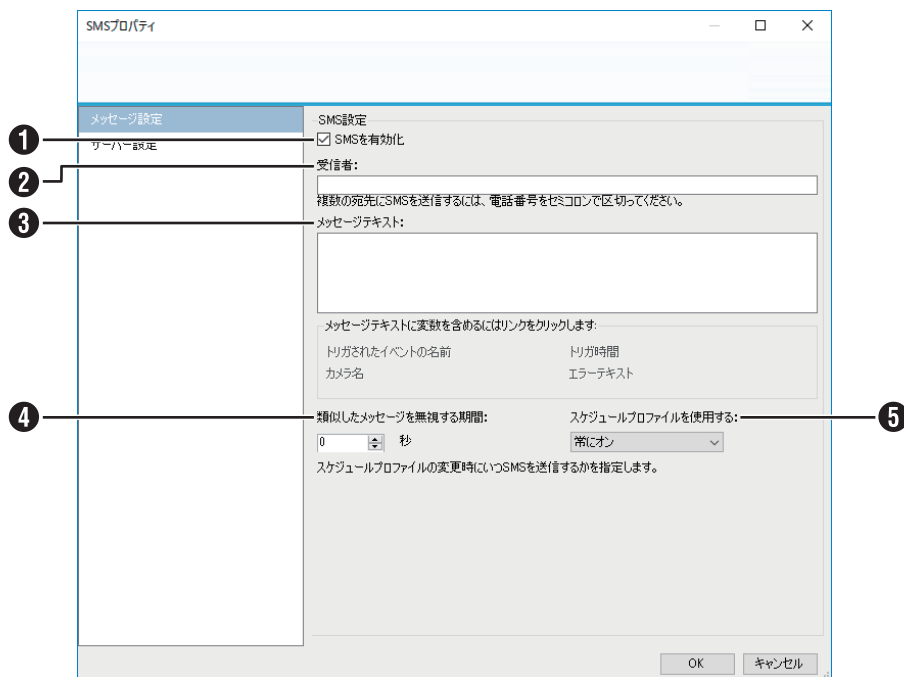 SMSプロパティ
メッセージ設定
サーバー設定
SMS設定
❶
SMSを有効化
❷
受信者:
複数の宛先にSMSを送信するには、電話番号をセミコロンで区切ってください。
❸
メッセージテキスト:
メッセージテキストに変数を含めるにはリンクをクリックします:
トリガされたイベントの名前
トリガ時間
カメラ名
エラーテキスト
❹
類似したメッセージを無視する期間:
スケジュールプロファイルを使用する:
❺
0
秒
常にオン
スケジュールプロファイルの変更時にいつSMSを送信するかを指定します。
OK
キャンセル